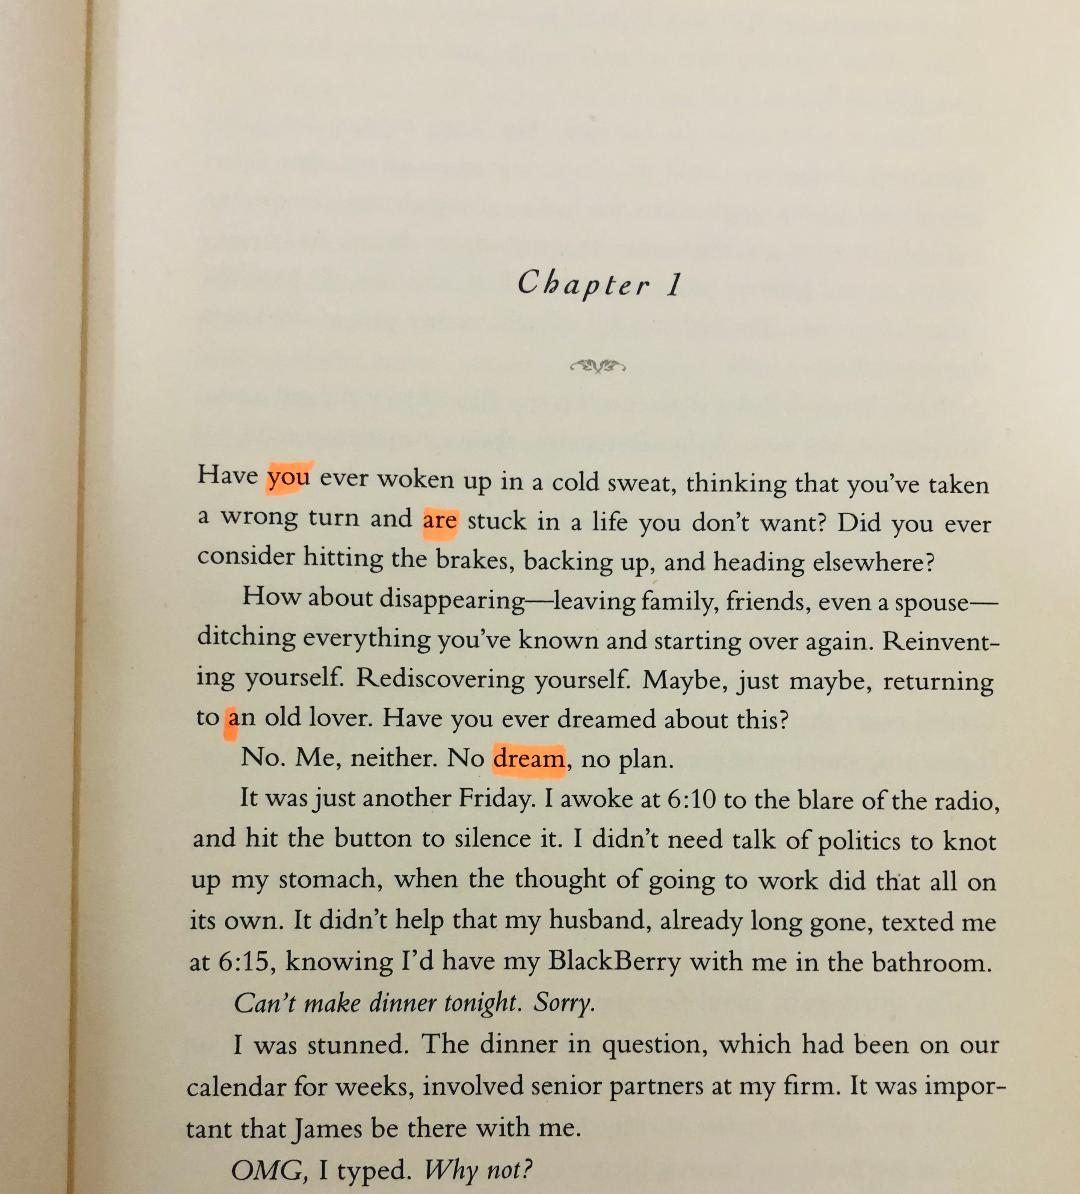 Chapter 1
Have you ever woken up in a cold sweat, thinking that you've taken
a wrong turn and are stuck in a life you don't want? Did you ever
consider hitting the brakes, backing up, and heading elsewhere?
How about disappearing—leaving family, friends, even a spouse—
ditching everything you've known and starting over again. Reinvent-
ing yourself. Rediscovering yourself. Maybe, just maybe, returning
to an old lover. Have you ever dreamed about this?
No. Me, neither. No dream, no plan.
It was just another Friday. I awoke at 6:10 to the blare of the radio,
and hit the button to silence it. I didn't need talk of politics to knot
up my stomach, when the thought of going to work did that all on
its own. It didn't help that my husband, already long gone, texted me
at 6:15, knowing I'd have my BlackBerry with me in the bathroom.
Can't make dinner tonight. Sorry.
I was stunned. The dinner in question, which had been on our
calendar for weeks, involved senior partners at my firm. It was impor-
tant that James be there with me.
OMG, I typed. Why not?